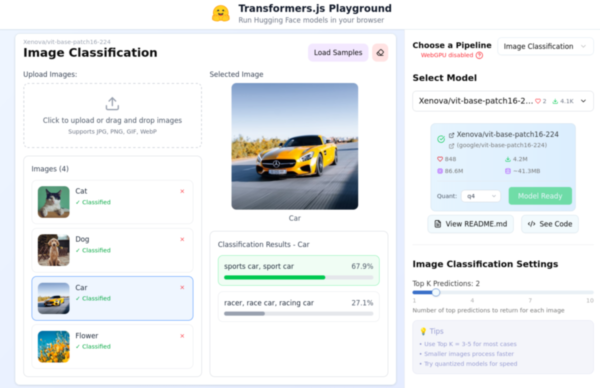 Transformers.js Playground
Run Hugging Face models in your browser
Xenova/vit-base-patch16-224
Image Classification
Load Samples
Upload Images:
Click to upload or drag and drop images
Supports JPG, PNG, GIF, WebP
Images (4)
Cat
✓ Classified
Dog
✓ Classified
Car
✓ Classified
Flower
✓ Classified
Selected Image
Car
Classification Results - Car
sports car, sport car 67.9%
racer, race car, racing car 27.1%
Choose a Pipeline
WebGPU disabled
Image Classification
Select Model
Xenova/vit-base-patch16-2... 2 4.1K
Xenova/vit-base-patch16-224
(google/vit-base-patch16-224)
848 4.2M
86.6M ~41.3MB
Quant: q4 Model Ready
View README.md See Code
Image Classification Settings
Top K Predictions: 2
1 4 7 10
Number of top predictions to return for each image
Tips
• Use Top K = 3-5 for most cases
• Smaller images process faster
• Try quantized models for speed